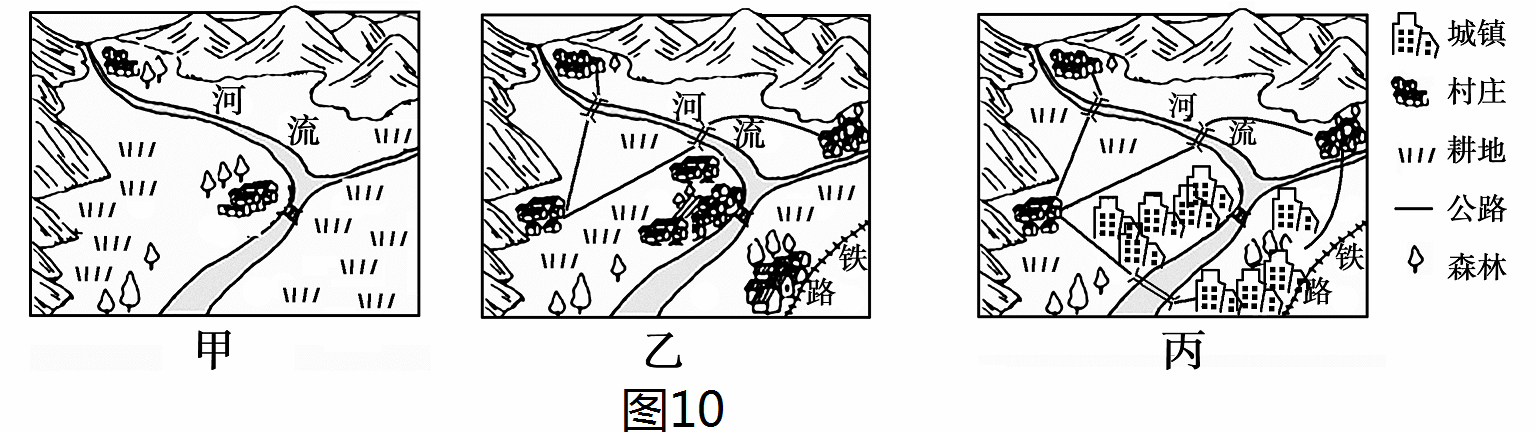 河
流
甲
河
流
铁
路
乙
河
流
铁
路
丙
城镇
村庄
耕地
公路
森林
图10